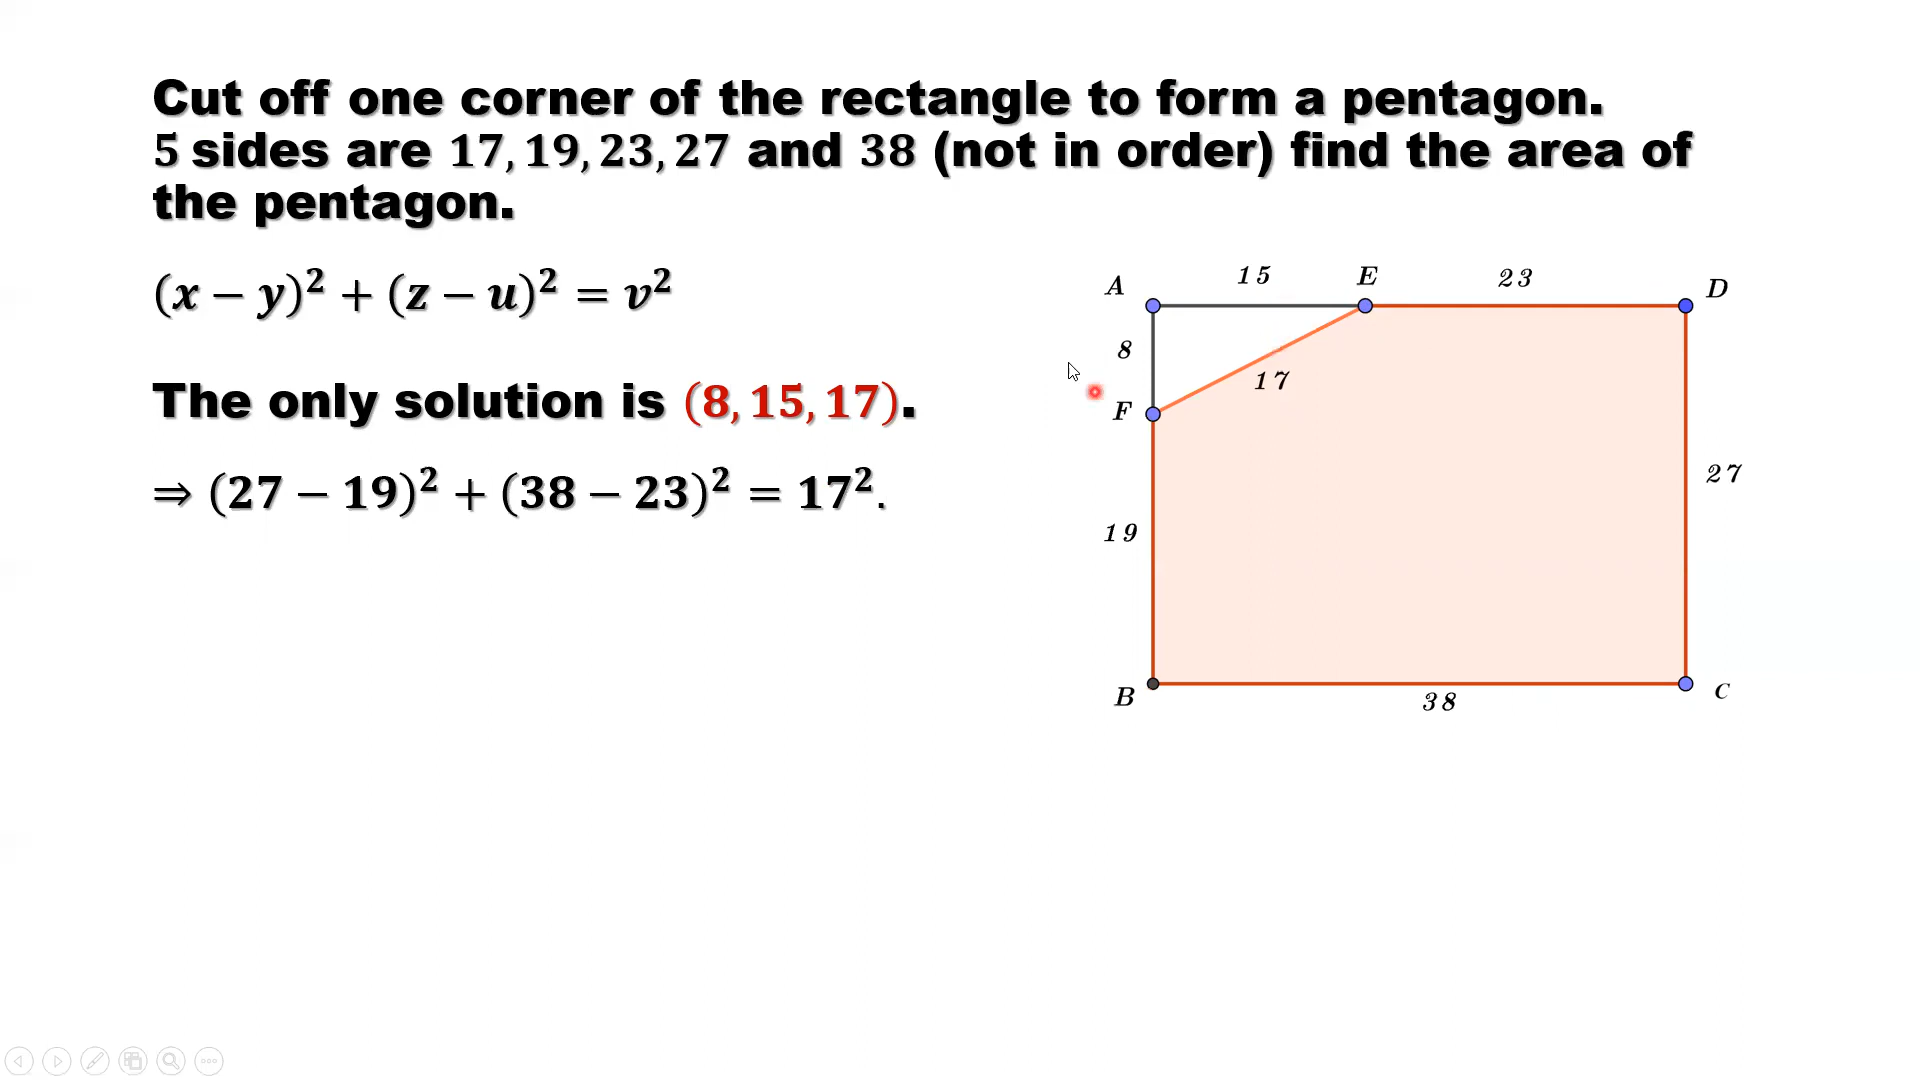 Cut off one corner of the rectangle to form a pentagon.
5 sides are 17, 19, 23, 27 and 38 (not in order) find the area of
the pentagon.
(x − y)² + (z − u)² = v²
The only solution is (8, 15, 17).
⇒ (27 − 19)² + (38 − 23)² = 17².
A 15 E 23 D
8
17
F
27
19
B 38 C